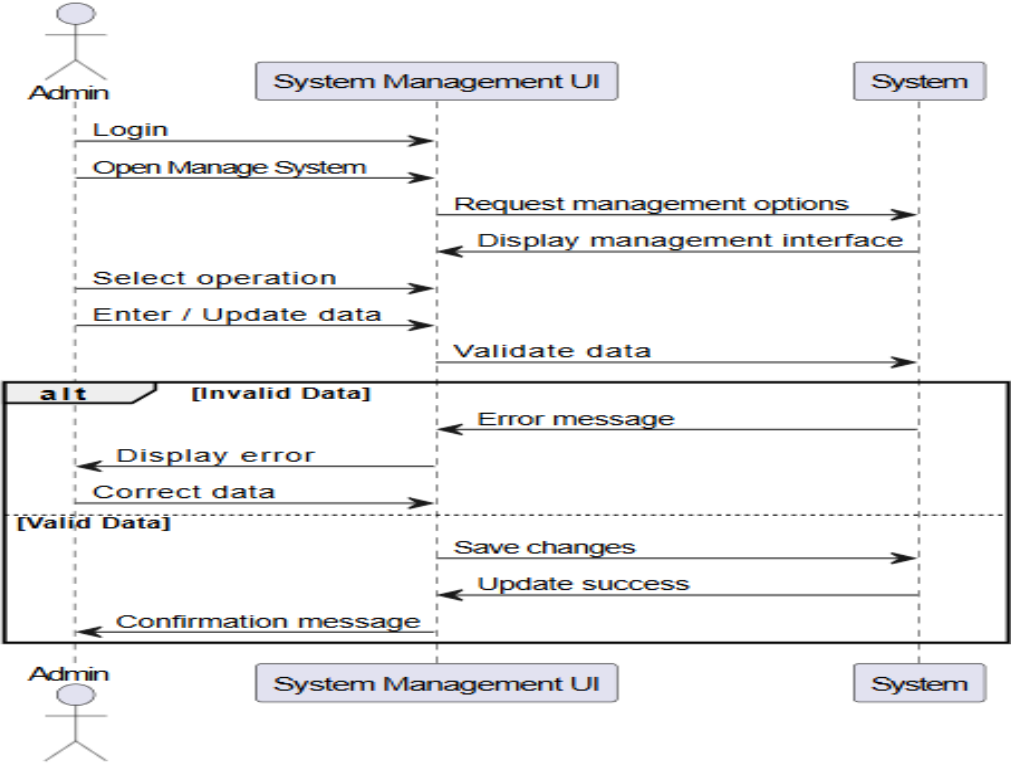 Admin
System Management UI
System
Login
Open Manage System
Request management options
Display management interface
Select operation
Enter / Update data
Validate data
alt
[Invalid Data]
Error message
Display error
Correct data
[Valid Data]
Save changes
Update success
Confirmation message
Admin
System Management UI
System